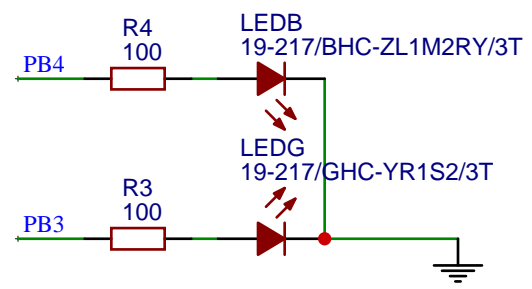 LEDB
R4
19-217/BHC-ZL1M2RY/3T
100
PB4
LEDG
19-217/GHC-YR1S2/3T
R3
100
PB3